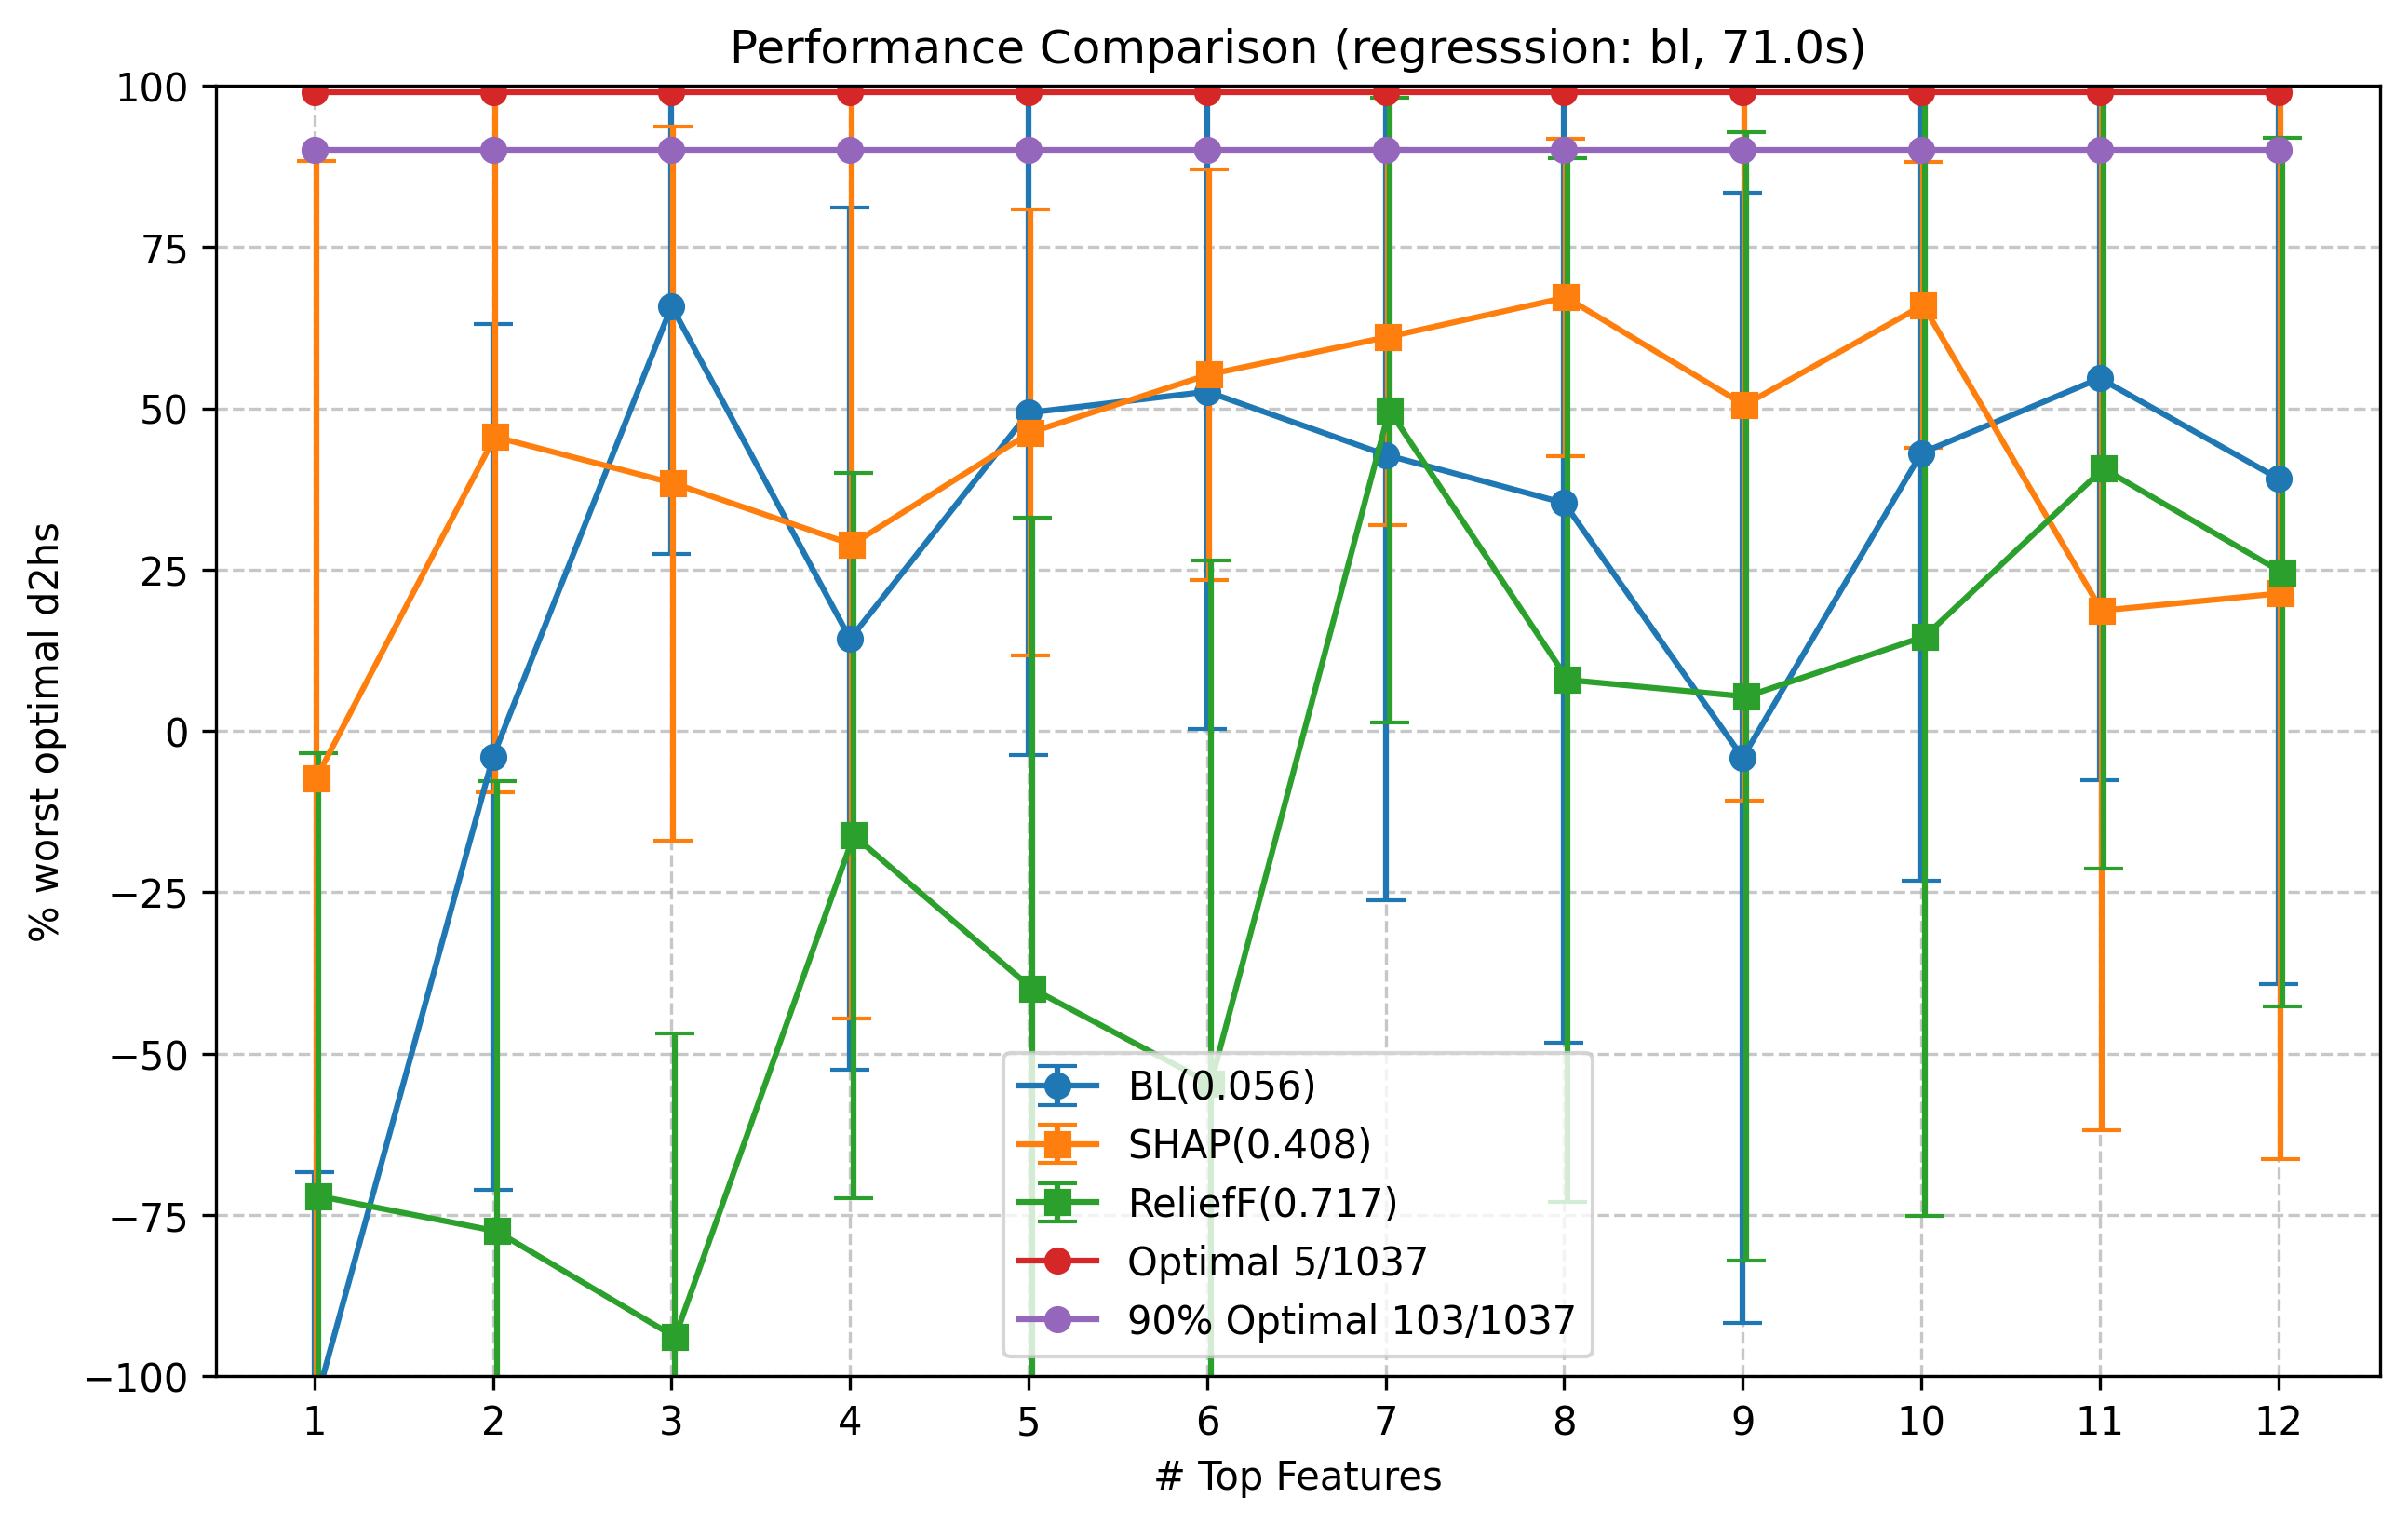 Performance Comparison (regresssion: bl, 71.0s)
% worst optimal d2hs
100
75
50
25
0
−25
−50
−75
−100
BL(0.056)
SHAP(0.408)
ReliefF(0.717)
Optimal 5/1037
90% Optimal 103/1037
1 2 3 4 5 6 7 8 9 10 11 12
# Top Features